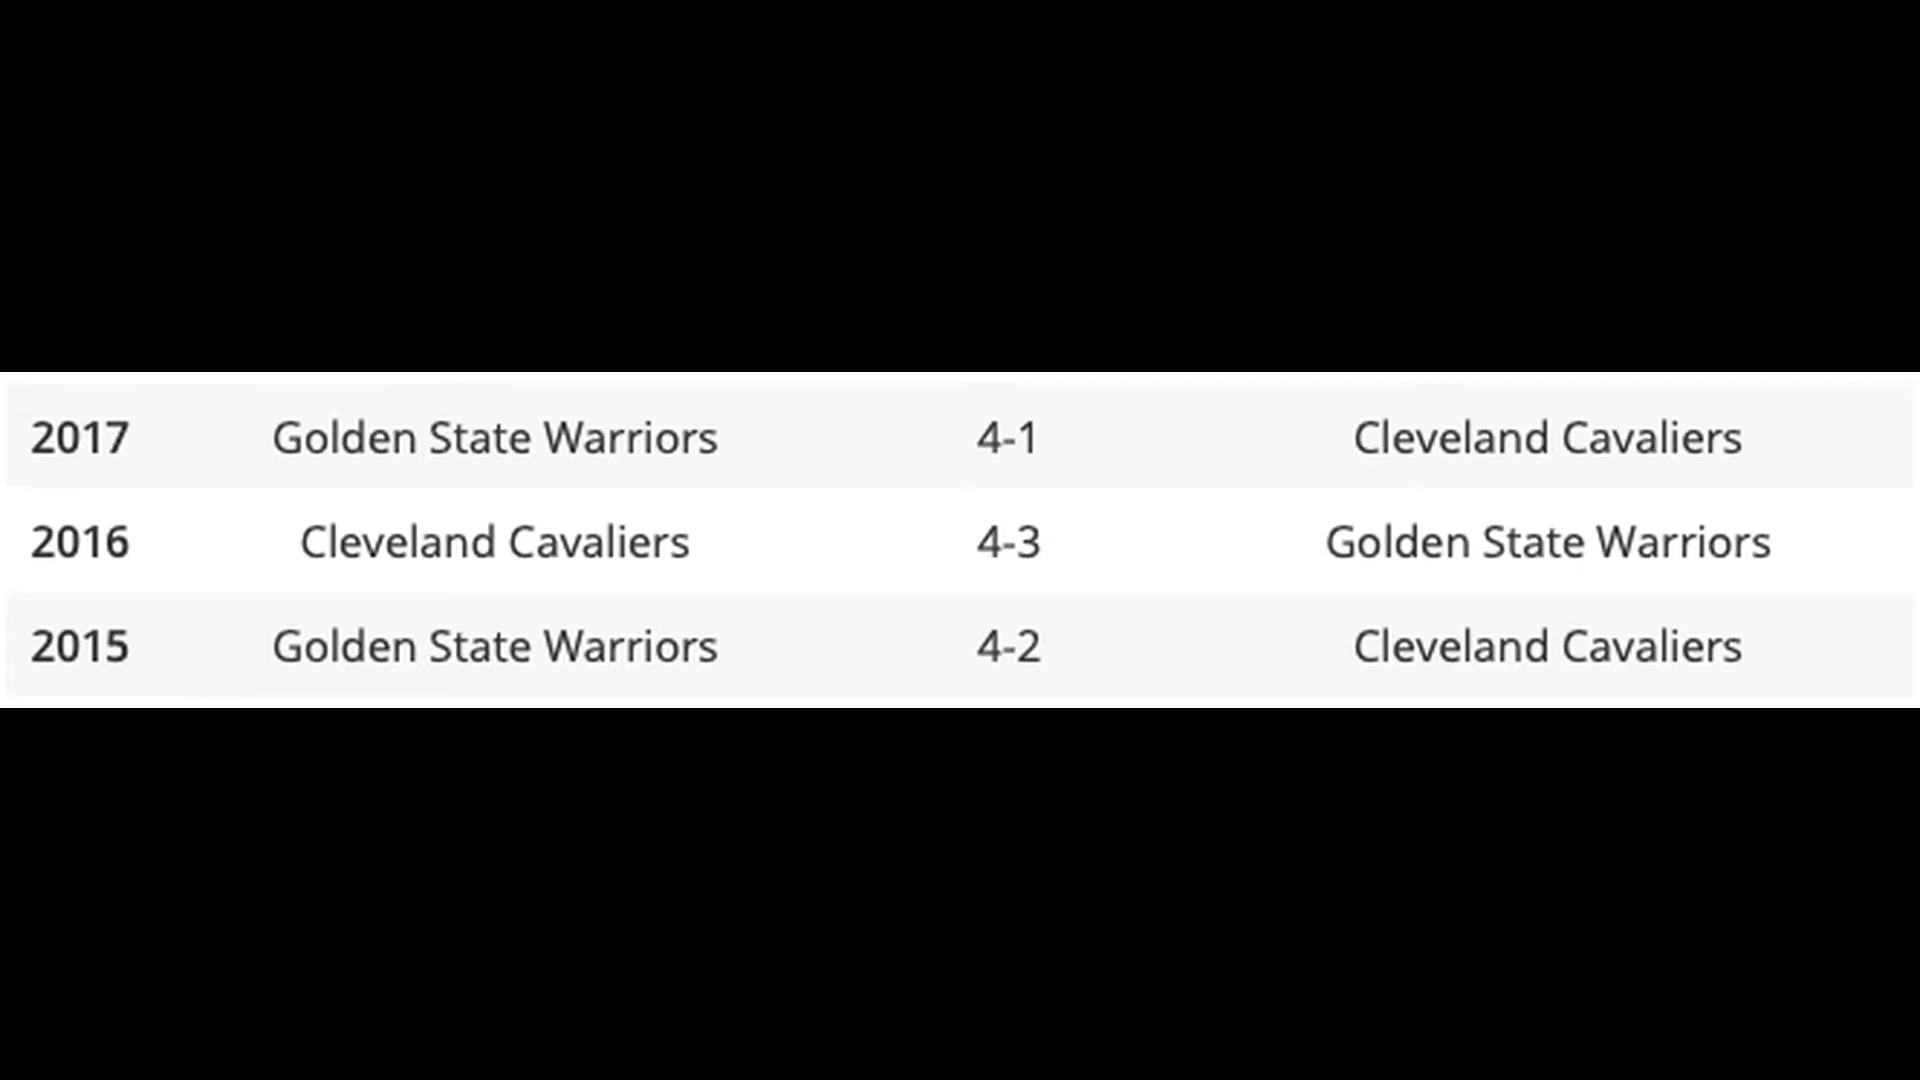 2017 Golden State Warriors 4-1 Cleveland Cavaliers
2016 Cleveland Cavaliers 4-3 Golden State Warriors
2015 Golden State Warriors 4-2 Cleveland Cavaliers